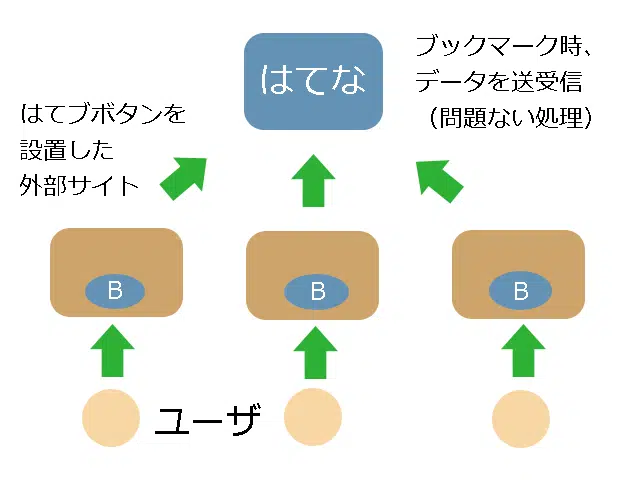 はてな
ブックマーク時、
データを送受信
（問題ない処理）
はてブボタンを
設置した
外部サイト
B
B
B
ユーザ